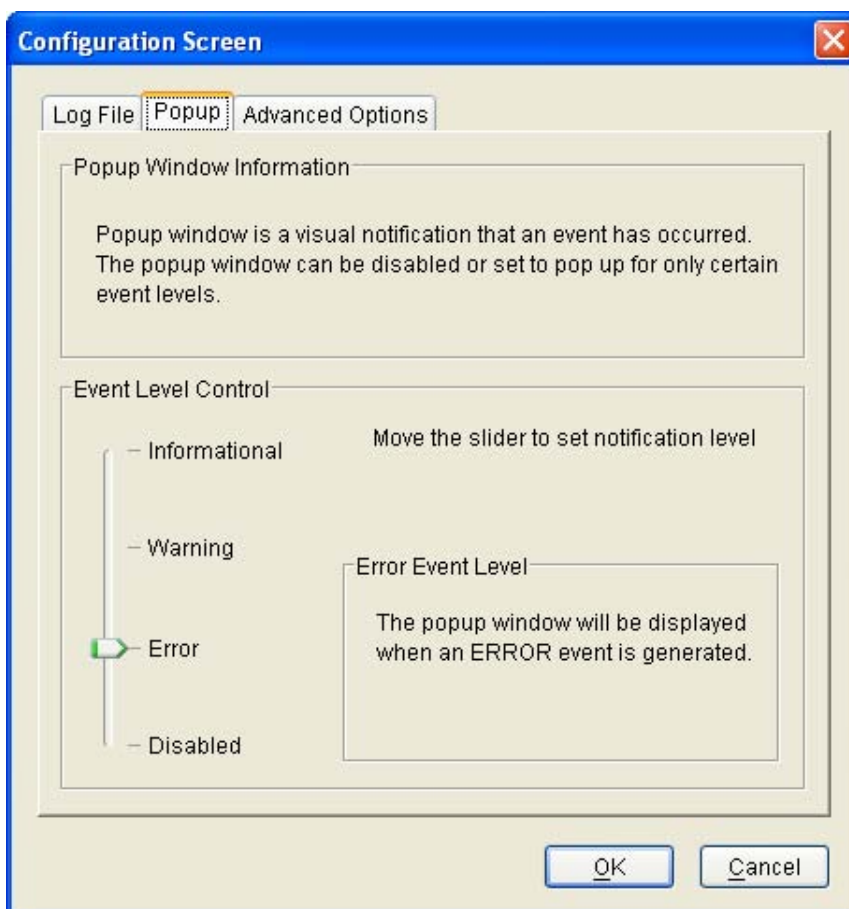 Configuration Screen
Log File Popup Advanced Options
Popup Window Information
Popup window is a visual notification that an event has occurred.
The popup window can be disabled or set to pop up for only certain
event levels.
Event Level Control
Informational
Move the slider to set notification level
Warning
Error
Disabled
Error Event Level
The popup window will be displayed
when an ERROR event is generated.
OK Cancel